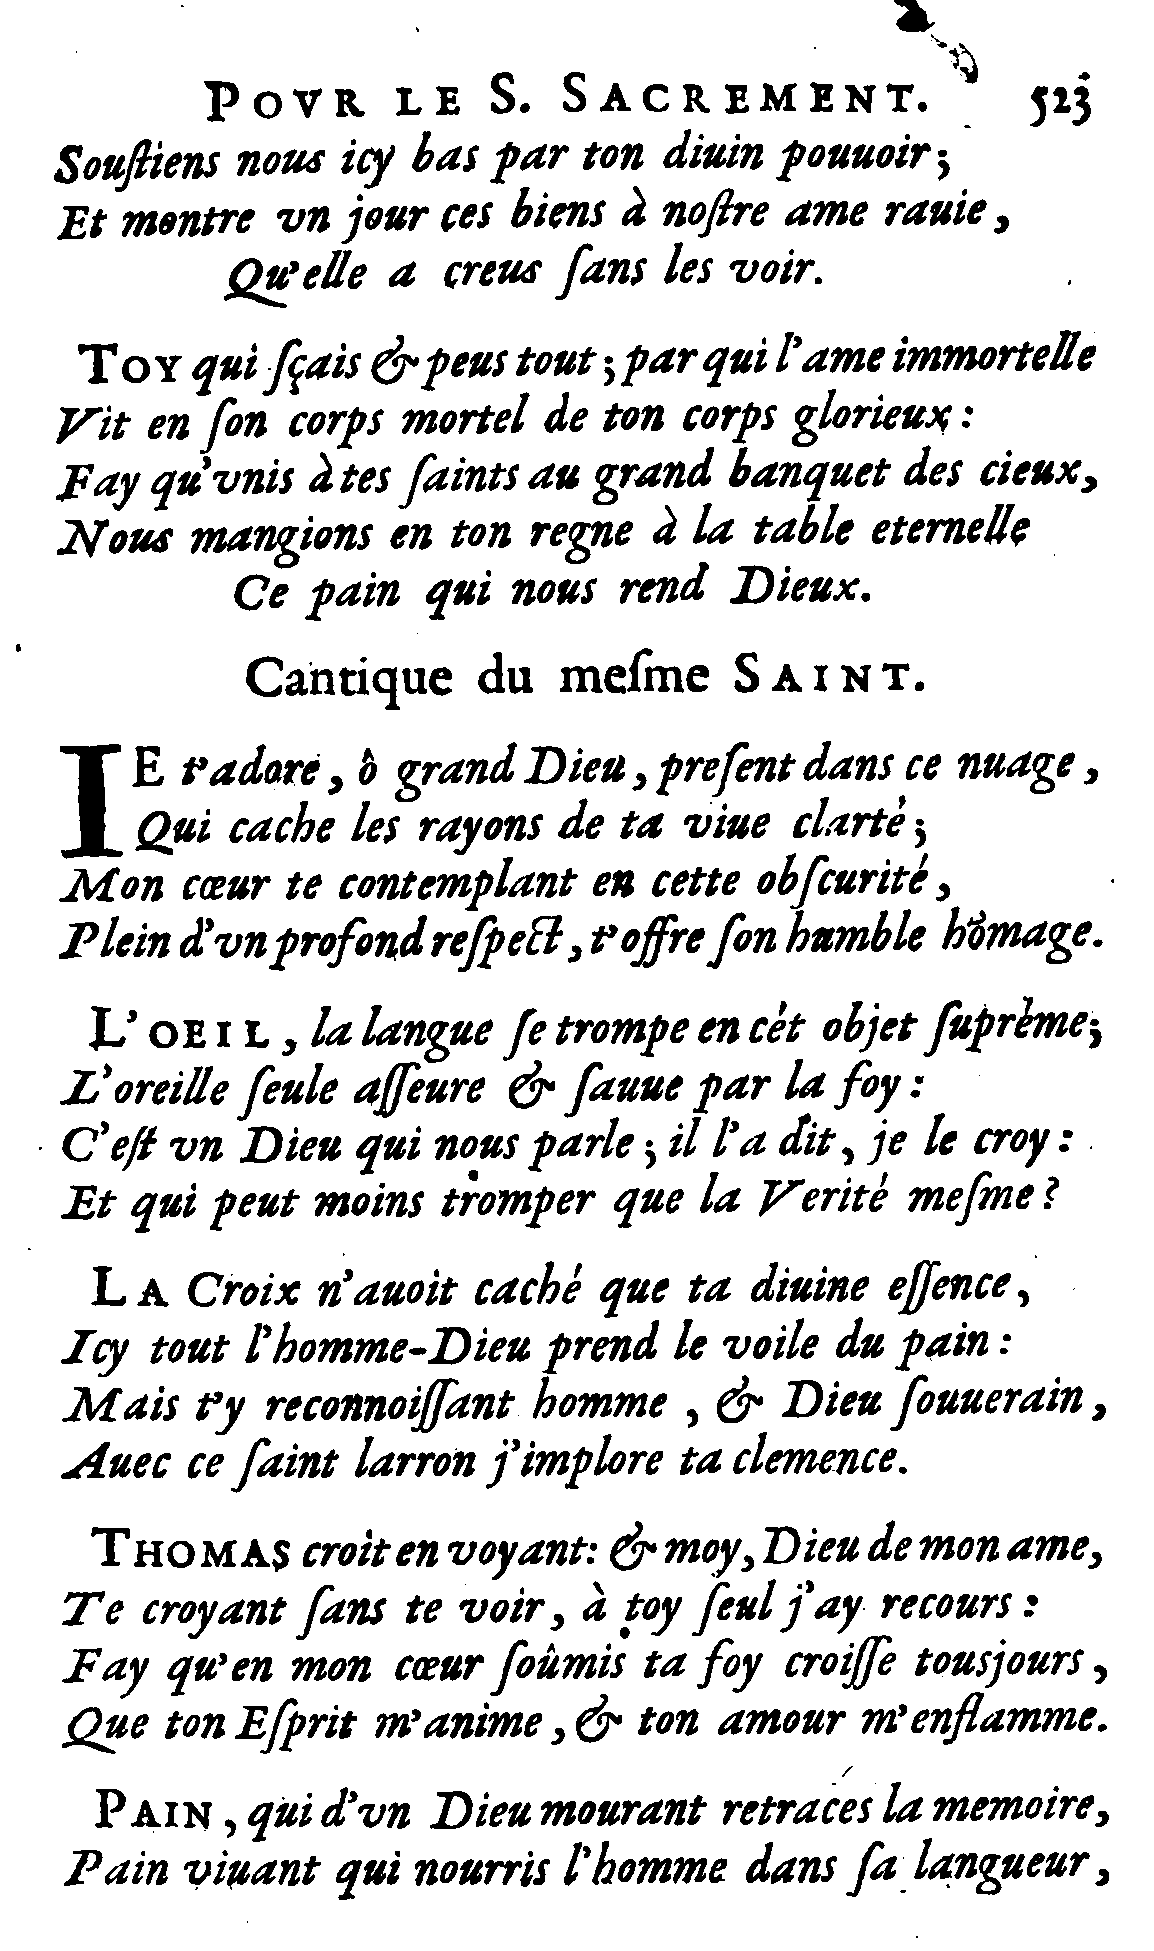 POVR LE S. SACREMENT. 523
Souſtiens nous icy bas par ton diuin pouuoir;
Et montre vn jour ces biens à noſtre ame rauie,
Qu'elle a creus ſans les voir.
TOY qui ſçais & peus tout; par qui l'ame immortelle
Vit en ſon corps mortel de ton corps glorieux:
Fay qu'vnis à tes ſaints au grand banquet des cieux,
Nous mangions en ton regne à la table eternelle
Ce pain qui nous rend Dieux.
Cantique du meſme SAINT.
IE t'adore, ô grand Dieu, preſent dans ce nuage,
Qui cache les rayons de ta viue clarté;
Mon cœur te contemplant en cette obſcurité,
Plein d'vn profond reſpect, t'offre ſon humble hõmage.
L'OEIL, la langue ſe trompe en cét objet ſuprème;
L'oreille ſeule aſſeure & ſauue par la foy:
C'eſt vn Dieu qui nous parle; il l'a dit, je le croy:
Et qui peut moins tromper que la Verité meſme?
LA Croix n'auoit caché que ta diuine eſſence,
Icy tout l'homme-Dieu prend le voile du pain:
Mais t'y reconnoiſſant homme, & Dieu ſouuerain,
Auec ce ſaint larron j'implore ta clemence.
THOMAS croit en voyant: & moy, Dieu de mon ame,
Te croyant ſans te voir, à toy ſeul j'ay recours:
Fay qu'en mon cœur ſoûmis ta foy croiſſe tousjours,
Que ton Eſprit m'anime, & ton amour m'enflamme.
PAIN, qui d'vn Dieu mourant retraces la memoire,
Pain viuant qui nourris l'homme dans ſa langueur,